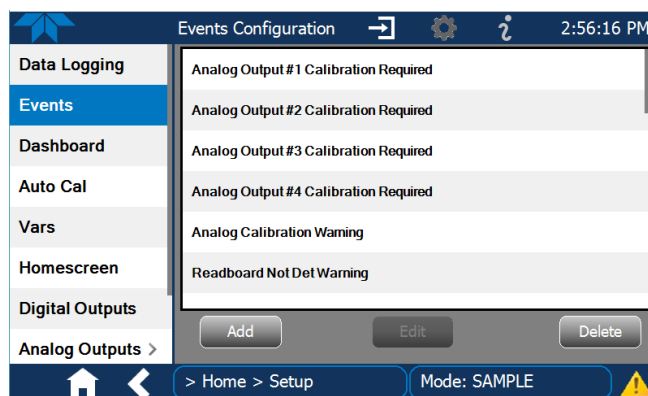 Events Configuration 2:56:16 PM
Data Logging
Events
Dashboard
Auto Cal
Vars
Homescreen
Digital Outputs
Analog Outputs >
Analog Output #1 Calibration Required
Analog Output #2 Calibration Required
Analog Output #3 Calibration Required
Analog Output #4 Calibration Required
Analog Calibration Warning
Readboard Not Det Warning
Add Edit Delete
> Home > Setup Mode: SAMPLE